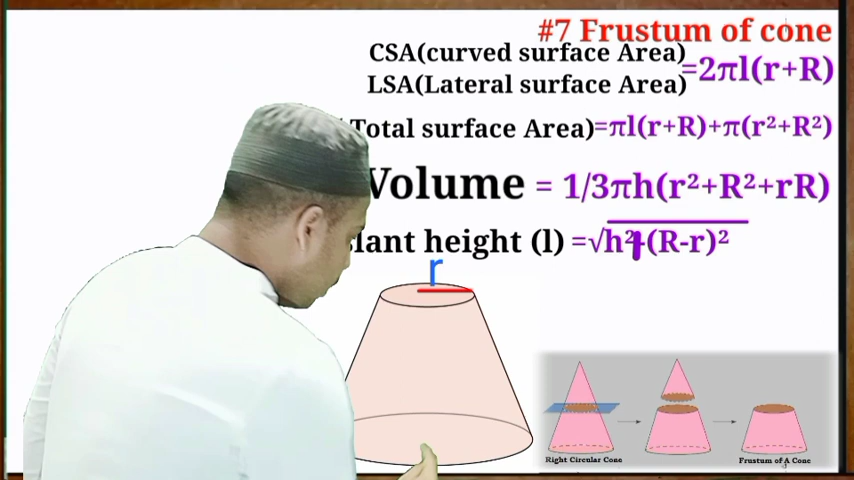 #7 Frustum of cone
CSA(curved surface Area)
LSA(Lateral surface Area)
=2πl(r+R)
Total surface Area)=πl(r+R)+π(r²+R²)
Volume = 1/3πh(r²+R²+rR)
lant height (l) =√h²+(R-r)²
r
Right Circular Cone
Frustum of A Cone